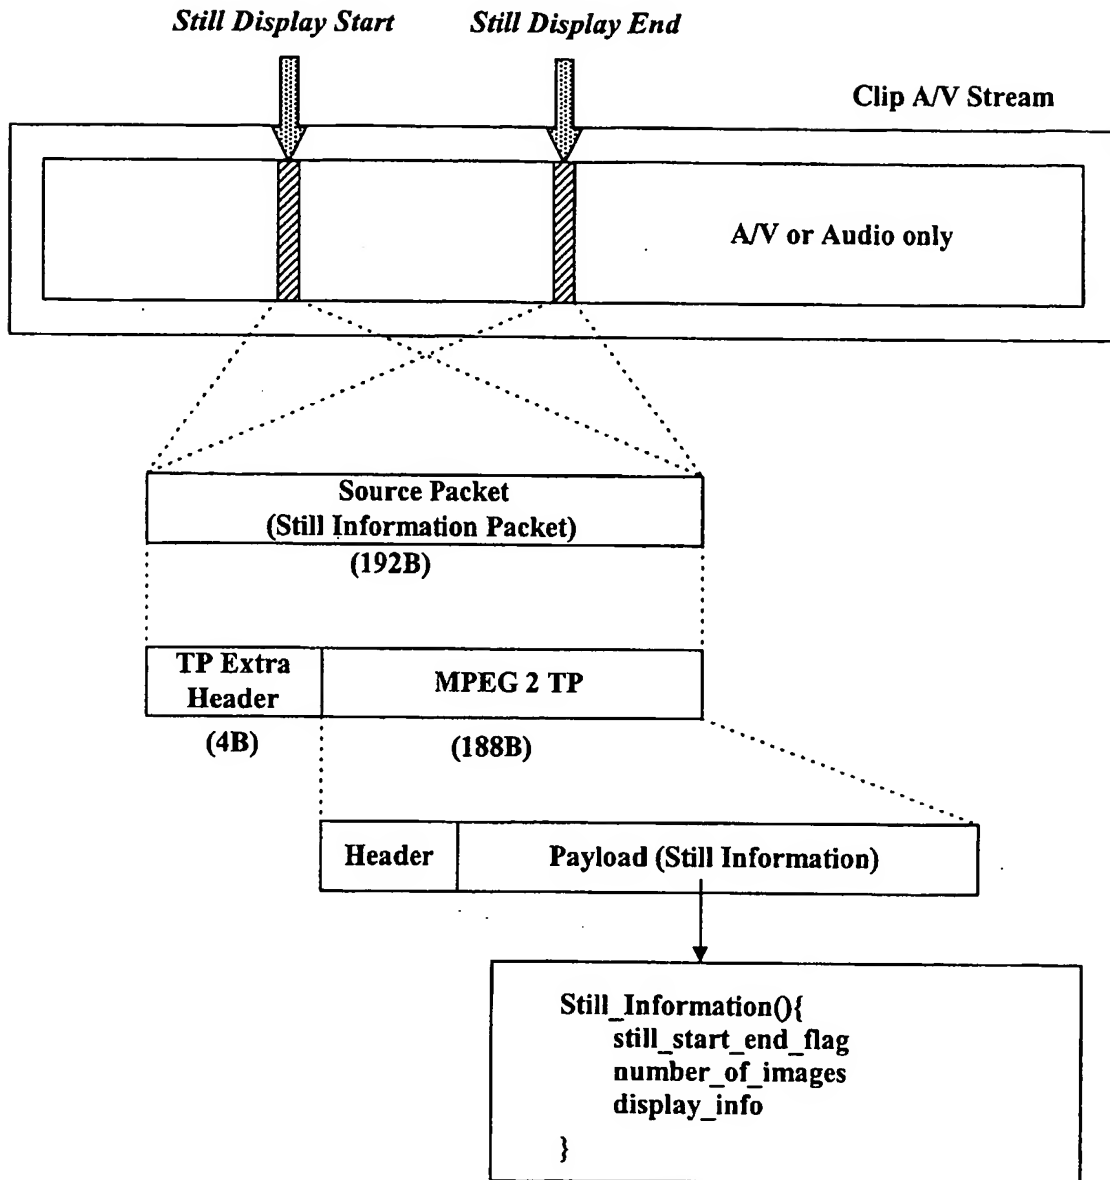 Still Display Start
Still Display End
Clip A/V Stream
A/V or Audio only
Source Packet
(Still Information Packet)
(192B)
TP Extra
Header
MPEG 2 TP
(4B)
(188B)
Header
Payload (Still Information)
Still_Information(){
still_start_end_flag
number_of_images
display_info
}